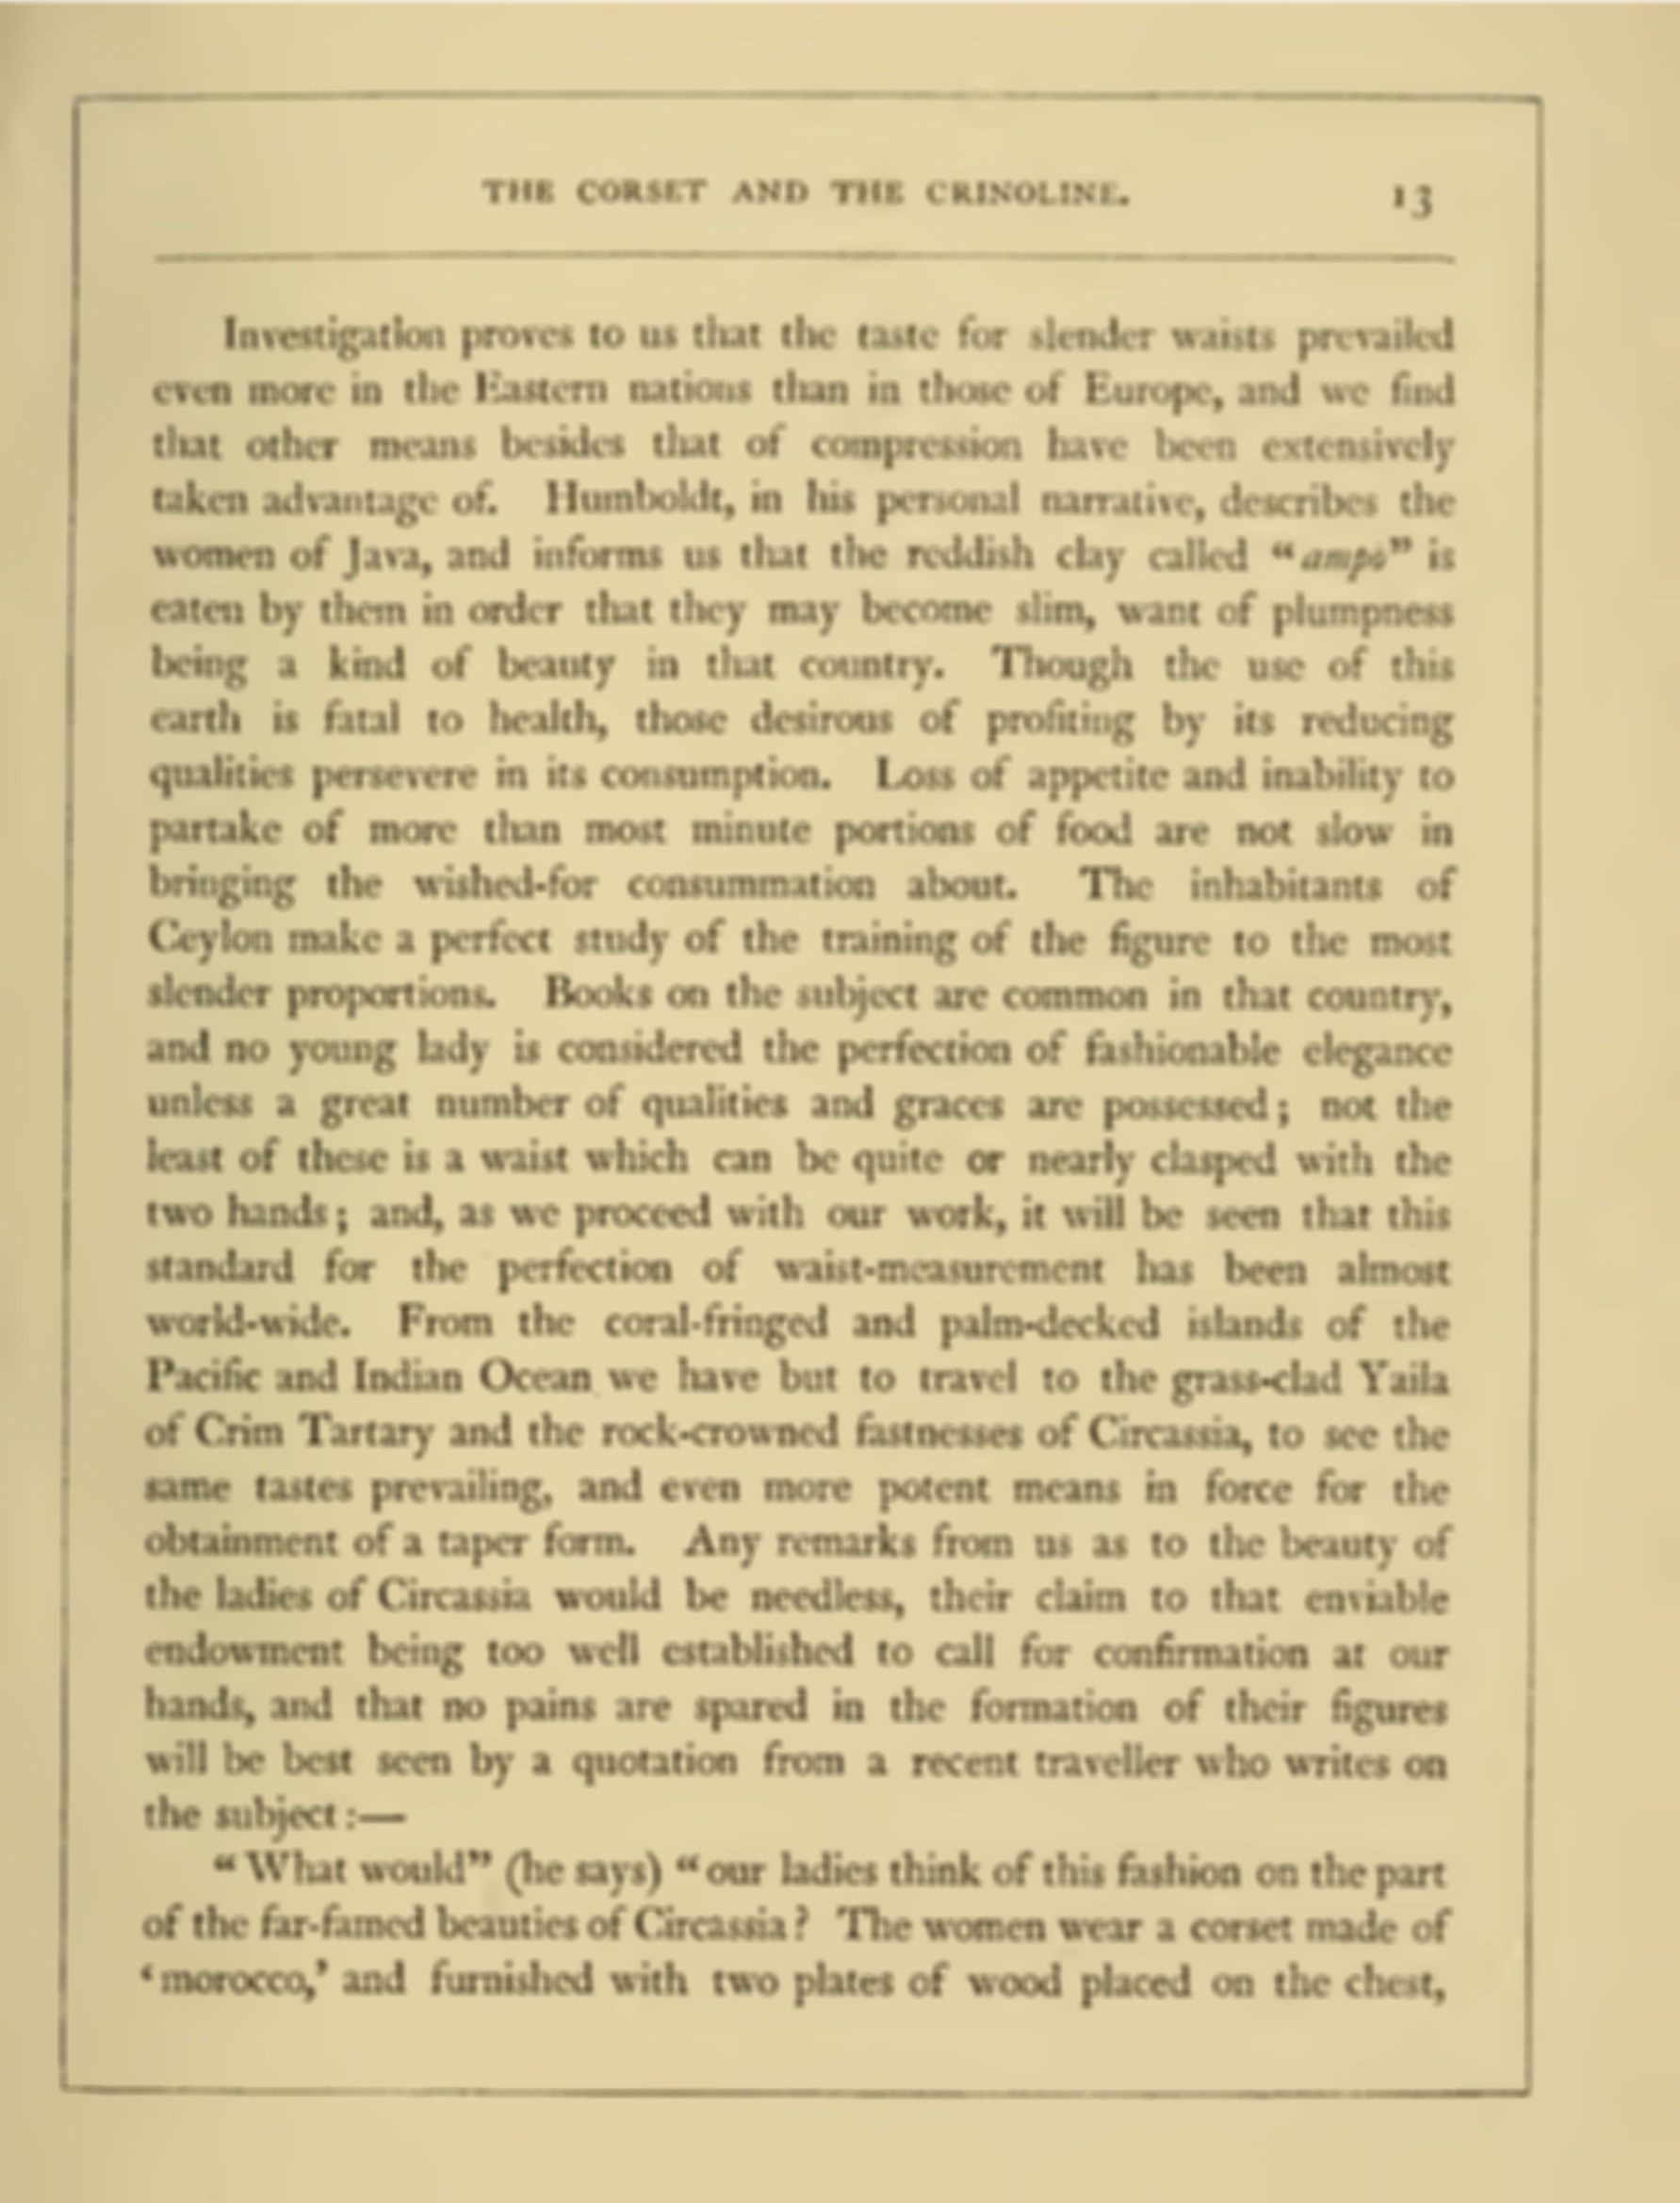 THE CORSET AND THE CRINOLINE. 13
Investigation proves to us that the taste for slender waists prevailed
even more in the Eastern nations than in those of Europe, and we find
that other means besides that of compression have been extensively
taken advantage of. Humboldt, in his personal narrative, describes the
women of Java, and informs us that the reddish clay called “ampo” is
eaten by them in order that they may become slim, want of plumpness
being a kind of beauty in that country. Though the use of this
earth is fatal to health, those desirous of profiting by its reducing
qualities persevere in its consumption. Loss of appetite and inability to
partake of more than most minute portions of food are not slow in
bringing the wished-for consummation about. The inhabitants of
Ceylon make a perfect study of the training of the figure to the most
slender proportions. Books on the subject are common in that country,
and no young lady is considered the perfection of fashionable elegance
unless a great number of qualities and graces are possessed; not the
least of these is a waist which can be quite or nearly clasped with the
two hands; and, as we proceed with our work, it will be seen that this
standard for the perfection of waist-measurement has been almost
world-wide. From the coral-fringed and palm-decked islands of the
Pacific and Indian Ocean we have but to travel to the grass-clad Yaila
of Crim Tartary and the rock-crowned fastnesses of Circassia, to see the
same tastes prevailing, and even more potent means in force for the
obtainment of a taper form. Any remarks from us as to the beauty of
the ladies of Circassia would be needless, their claim to that enviable
endowment being too well established to call for confirmation at our
hands, and that no pains are spared in the formation of their figures
will be best seen by a quotation from a recent traveller who writes on
the subject:—
“What would” (he says) “our ladies think of this fashion on the part
of the far-famed beauties of Circassia? The women wear a corset made of
‘morocco,’ and furnished with two plates of wood placed on the chest,